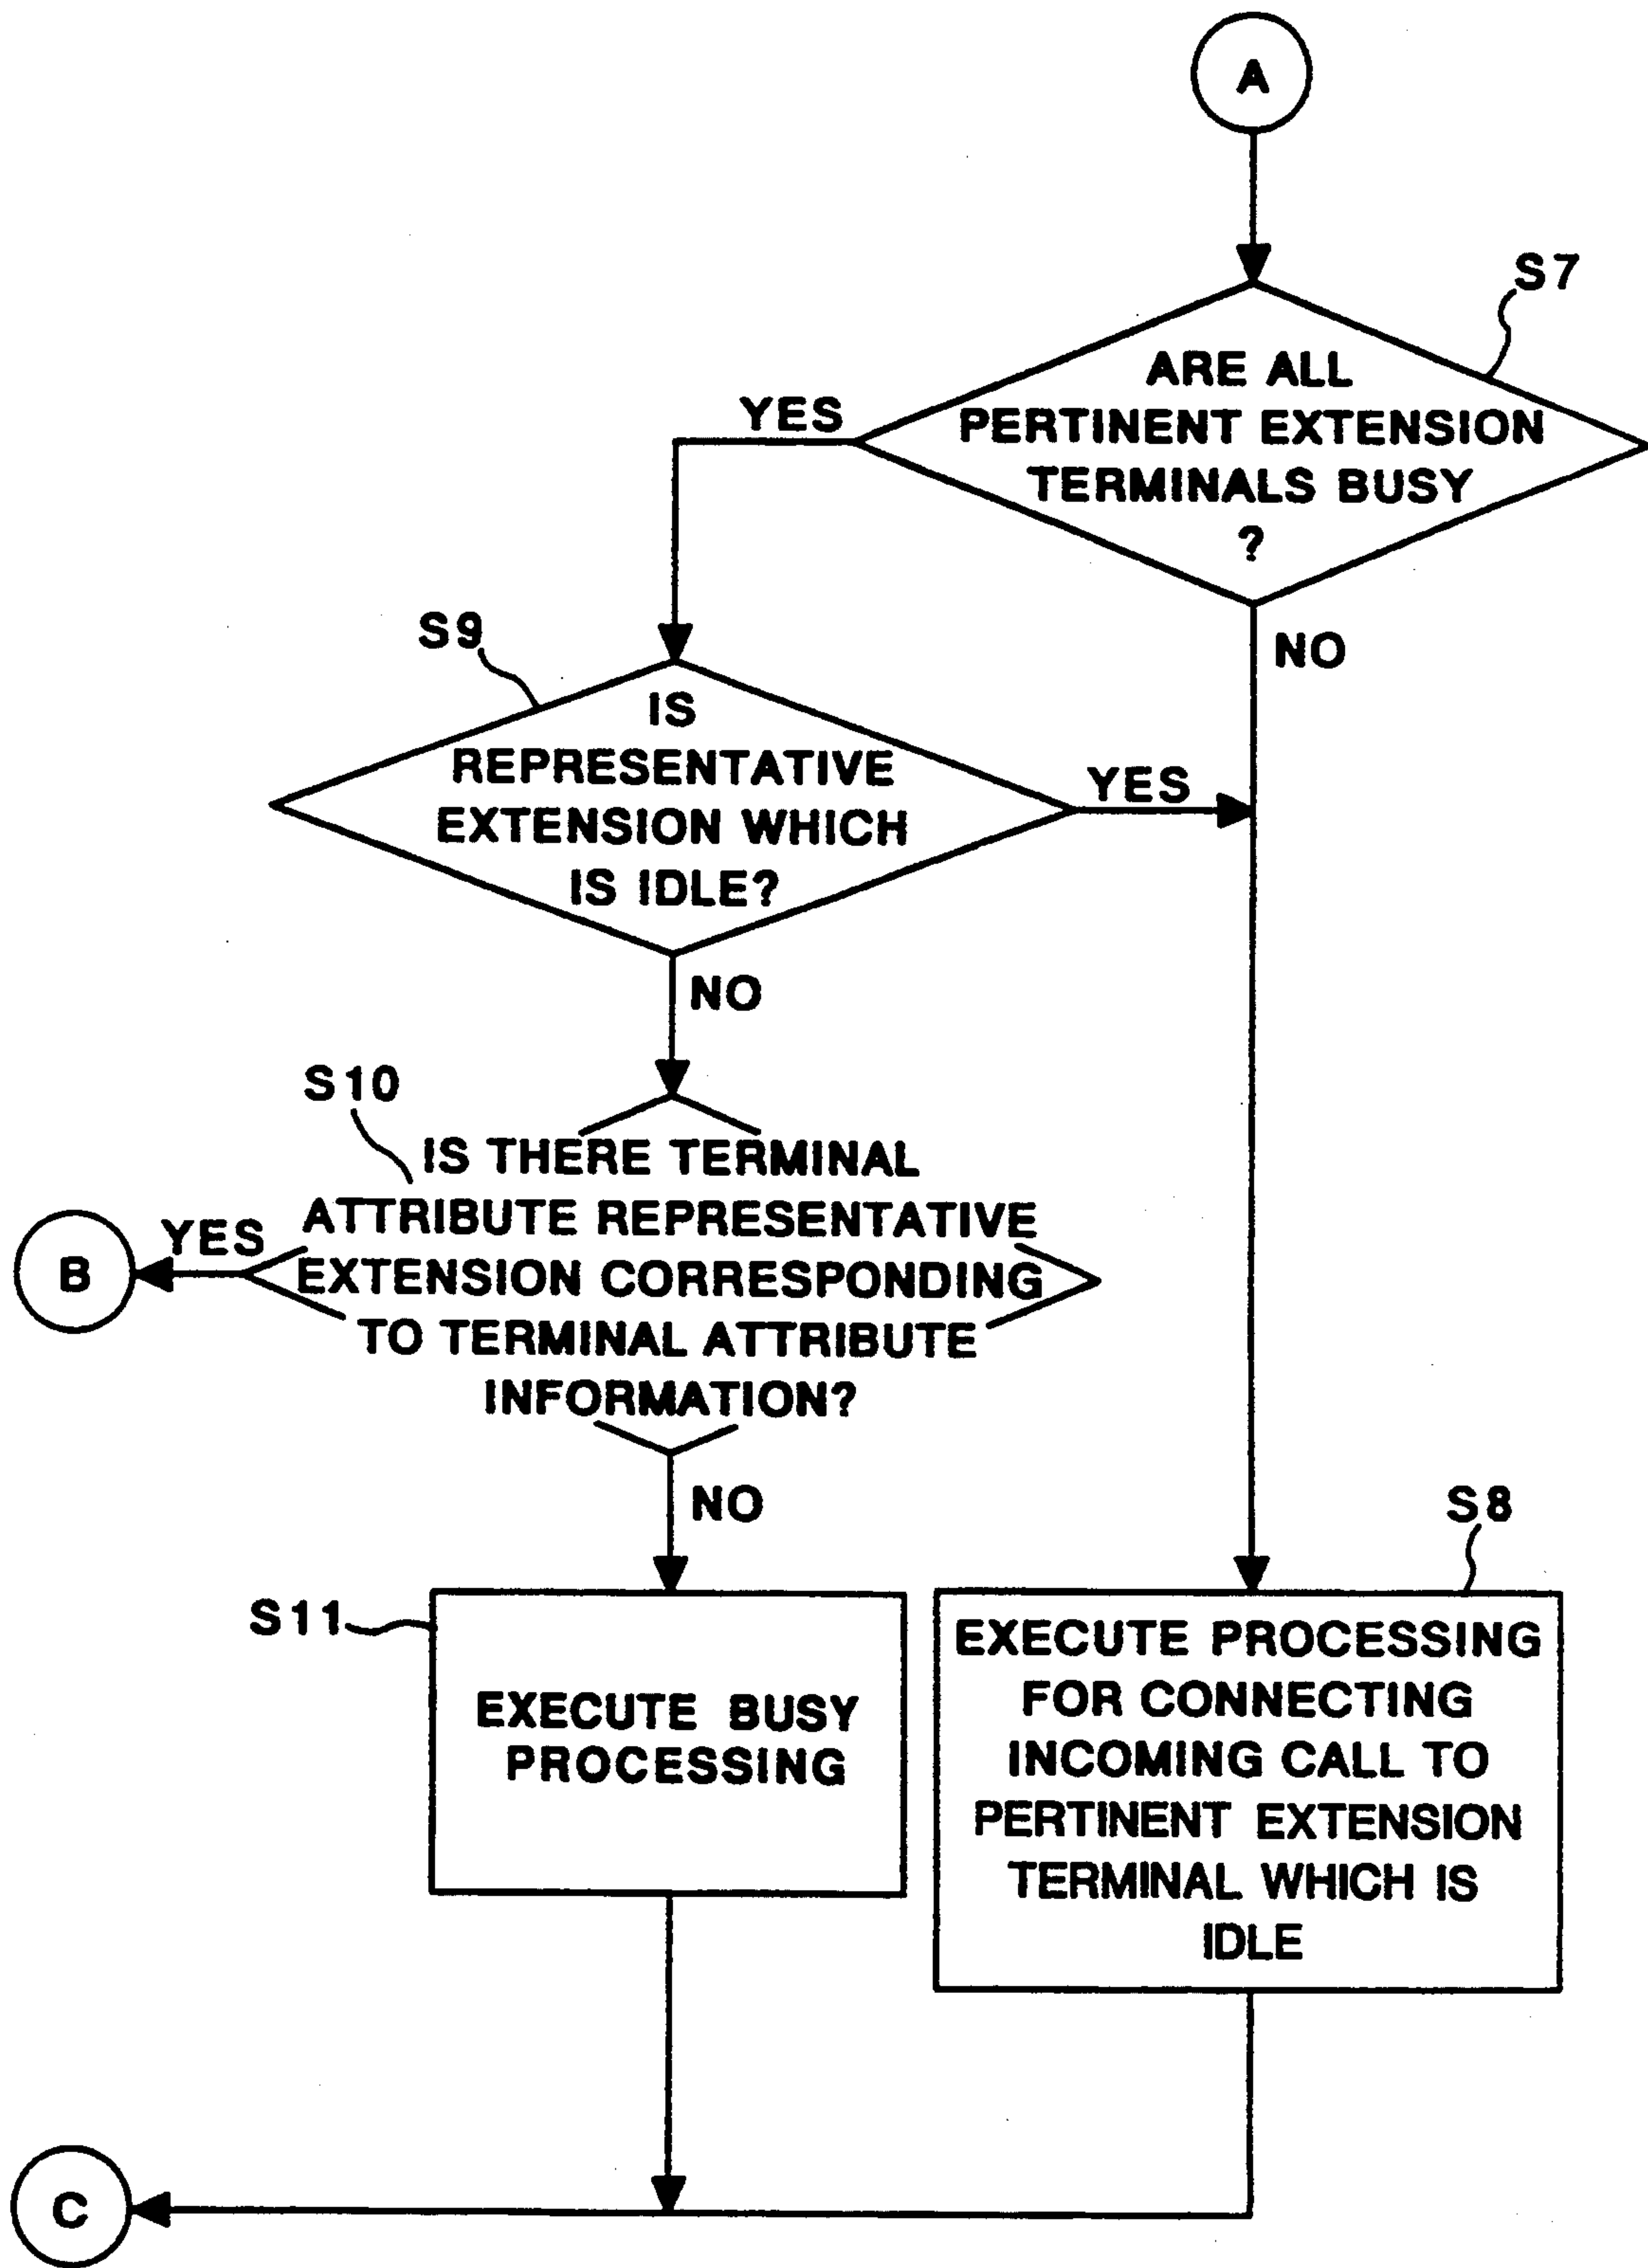 A
S7
ARE ALL
PERTINENT EXTENSION
TERMINALS BUSY
?
YES
NO
S9
IS
REPRESENTATIVE
EXTENSION WHICH
IS IDLE?
YES
NO
S10
IS THERE TERMINAL
ATTRIBUTE REPRESENTATIVE
EXTENSION CORRESPONDING
TO TERMINAL ATTRIBUTE
INFORMATION?
YES
B
NO
S11
EXECUTE BUSY
PROCESSING
S8
EXECUTE PROCESSING
FOR CONNECTING
INCOMING CALL TO
PERTINENT EXTENSION
TERMINAL WHICH IS
IDLE
C